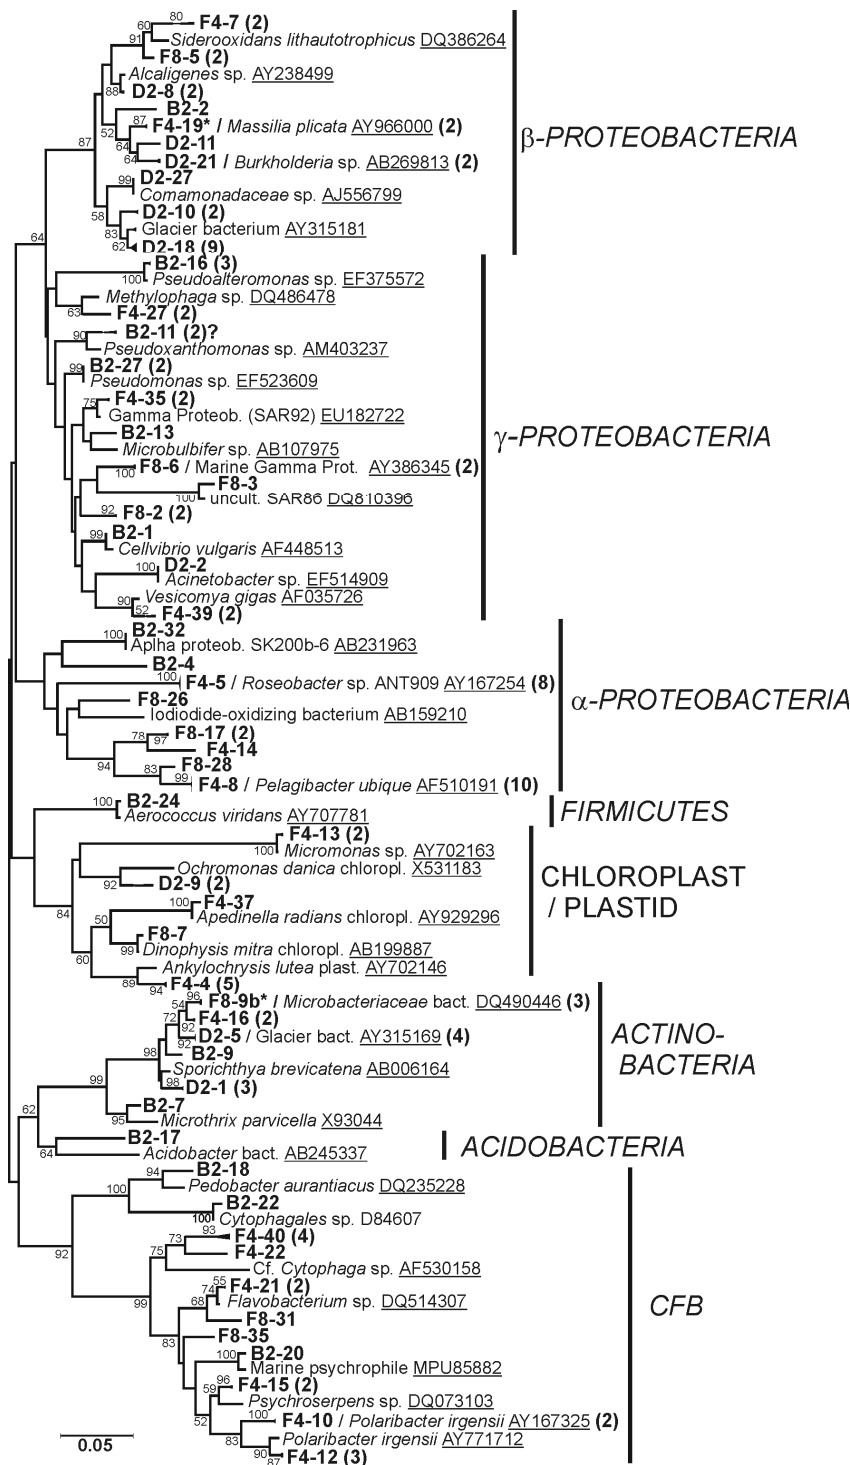 80
60
F4-7 (2)
91
Siderooxidans lithautotrophicus DQ386264
F8-5 (2)
Alcaligenes sp. AY238499
88
D2-8 (2)
B2-2
87
52
F4-19* / Massilia plicata AY966000 (2)
β-PROTEOBACTERIA
87
64
D2-11
64
D2-21 / Burkholderia sp. AB269813 (2)
99
D2-27
Comamonadaceae sp. AJ556799
58
D2-10 (2)
83
Glacier bacterium AY315181
64
62
D2-18 (9)
B2-16 (3)
100
Pseudoalteromonas sp. EF375572
Methylophaga sp. DQ486478
63
F4-27 (2)
90
B2-11 (2)?
Pseudoxanthomonas sp. AM403237
99
B2-27 (2)
Pseudomonas sp. EF523609
75
F4-35 (2)
Gamma Proteob. (SAR92) EU182722
B2-13
γ-PROTEOBACTERIA
Microbulbifer sp. AB107975
100
F8-6 / Marine Gamma Prot. AY386345 (2)
F8-3
100
uncult. SAR86 DQ810396
92
F8-2 (2)
99
B2-1
Cellvibrio vulgaris AF448513
100
D2-2
Acinetobacter sp. EF514909
90
Vesicomya gigas AF035726
52
F4-39 (2)
100
B2-32
Aplha proteob. SK200b-6 AB231963
B2-4
100
F4-5 / Roseobacter sp. ANT909 AY167254 (8)
F8-26
α-PROTEOBACTERIA
Iodiodide-oxidizing bacterium AB159210
78
97
F8-17 (2)
F4-14
94
83
F8-28
99
F4-8 / Pelagibacter ubique AF510191 (10)
100
B2-24
FIRMICUTES
Aerococcus viridans AY707781
F4-13 (2)
100
Micromonas sp. AY702163
Ochromonas danica chloropl. X531183
CHLOROPLAST
/ PLASTID
92
D2-9 (2)
84
100
F4-37
50
Apedinella radians chloropl. AY929296
F8-7
99
Dinophysis mitra chloropl. AB199887
60
Ankylochrysis lutea plast. AY702146
89
94
F4-4 (5)
96
54
F8-9b* / Microbacteriaceae bact. DQ490446 (3)
72
92
F4-16 (2)
92
D2-5 / Glacier bact. AY315169 (4)
ACTINO-
BACTERIA
98
B2-9
Sporichthya brevicatena AB006164
99
98
D2-1 (3)
B2-7
95
Microthrix parvicella X93044
62
B2-17
ACIDOBACTERIA
64
Acidobacter bact. AB245337
94
B2-18
100
Pedobacter aurantiacus DQ235228
B2-22
100
Cytophagales sp. D84607
93
73
F4-40 (4)
92
75
F4-22
Cf. Cytophaga sp. AF530158
55
74
F4-21 (2)
99
68
Flavobacterium sp. DQ514307
CFB
F8-31
83
F8-35
100
B2-20
Marine psychrophile MPU85882
96
59
F4-15 (2)
Psychroserpens sp. DQ073103
52
100
F4-10 / Polaribacter irgensii AY167325 (2)
83
Polaribacter irgensii AY771712
90
87
F4-12 (3)
0.05